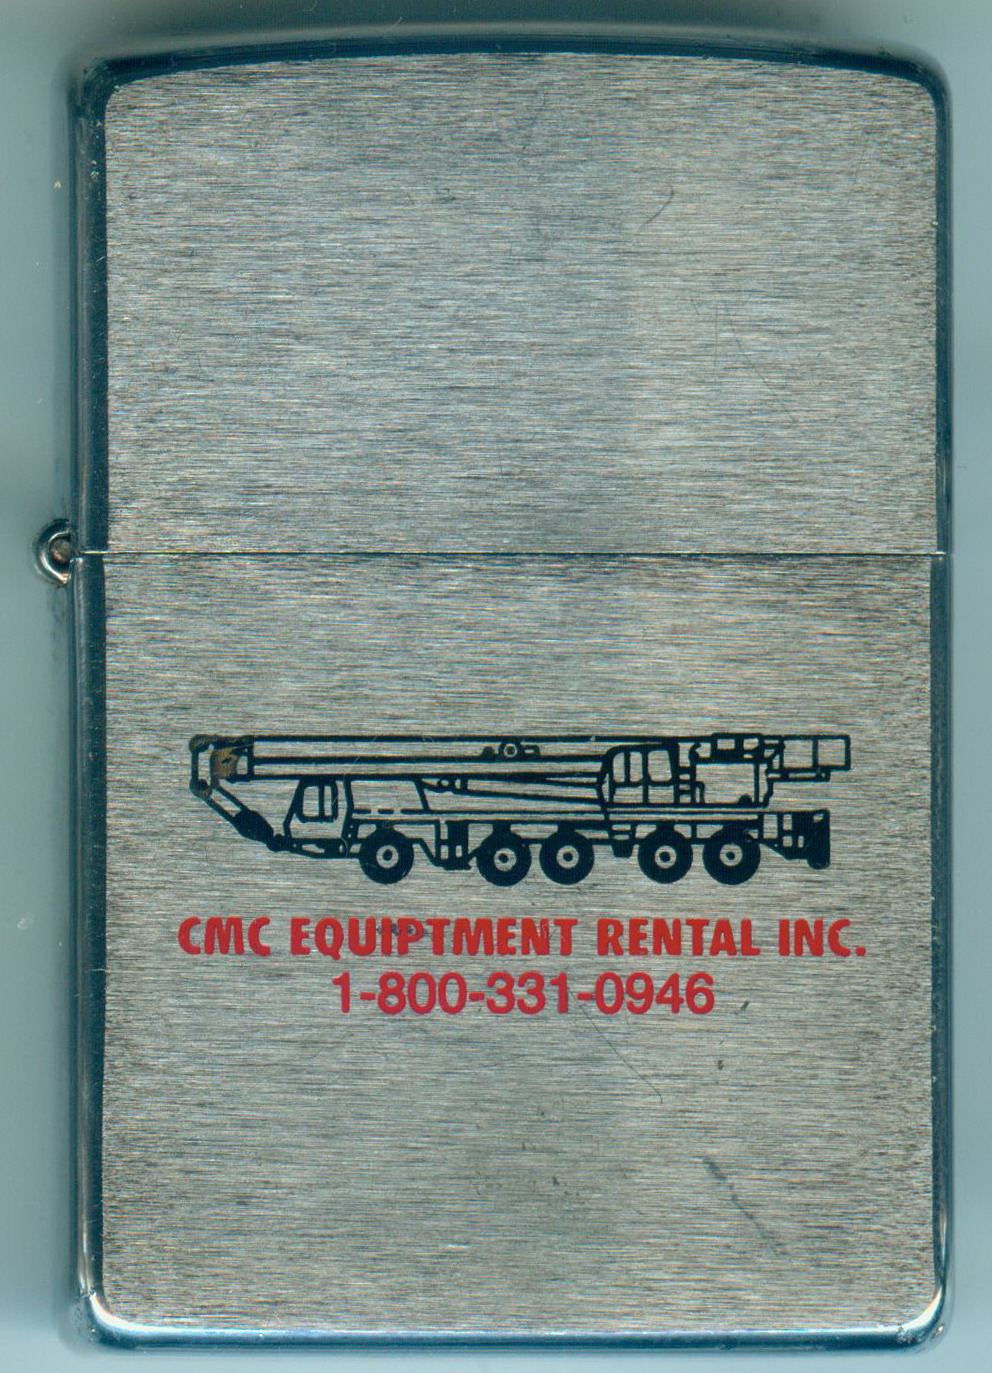 CMC EQUIPTMENT RENTAL INC.
1-800-331-0946